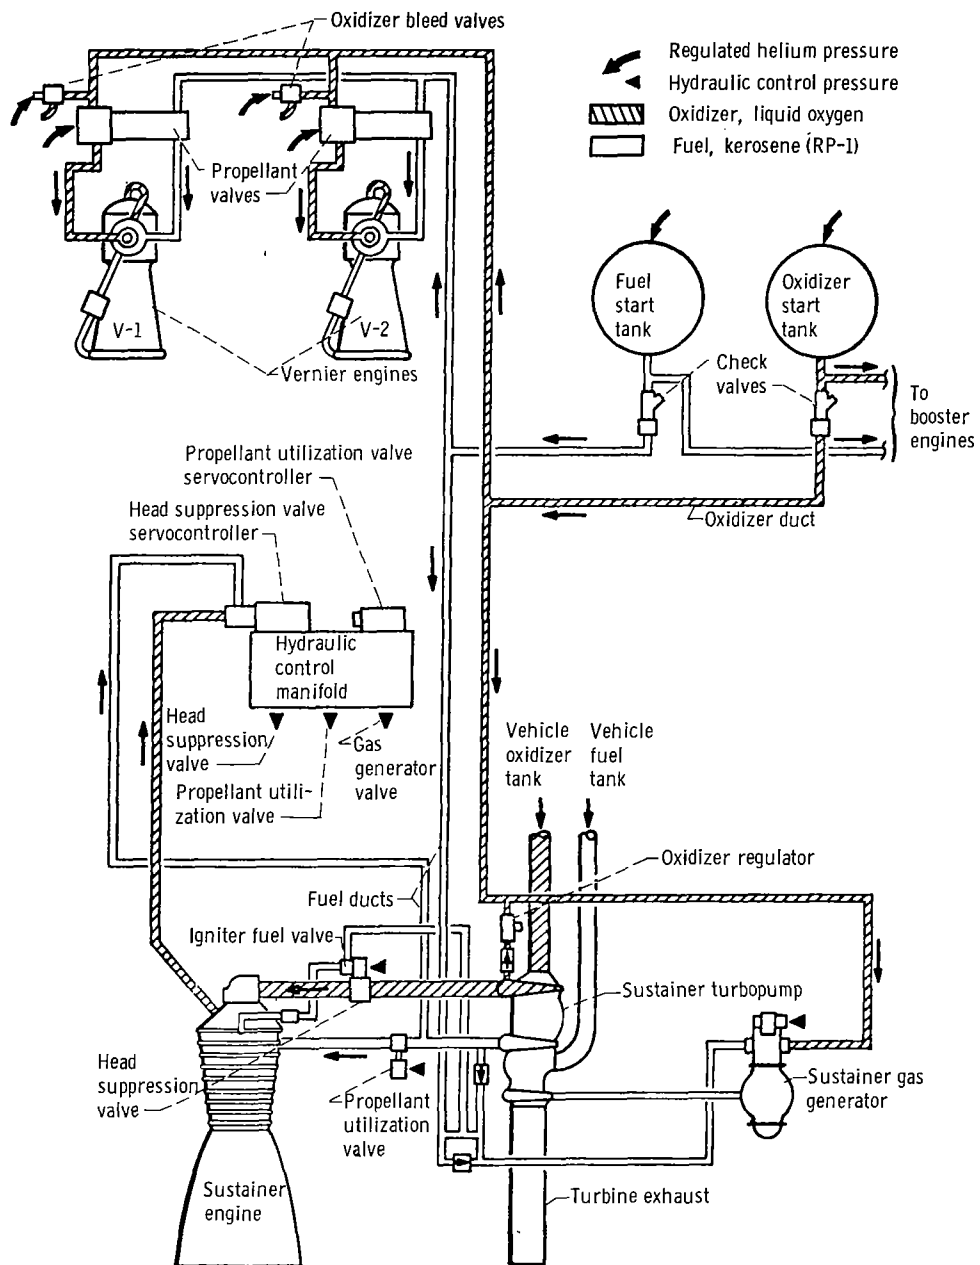 Oxidizer bleed valves
Regulated helium pressure
Hydraulic control pressure
Oxidizer, liquid oxygen
Fuel, kerosene (RP-1)
Propellant
valves
V-1
V-2
Vernier engines
Fuel
start
tank
Oxidizer
start
tank
Check
valves
To
booster
engines
Propellant utilization valve
servocontroller
Head suppression valve
servocontroller
Oxidizer duct
Hydraulic
control
manifold
Head
suppression
valve
Gas
generator
valve
Propellant utili-
zation valve
Vehicle
oxidizer
tank
Vehicle
fuel
tank
Oxidizer regulator
Fuel ducts
Igniter fuel valve
Sustainer turbopump
Head
suppression
valve
Propellant
utilization
valve
Sustainer gas
generator
Sustainer
engine
Turbine exhaust